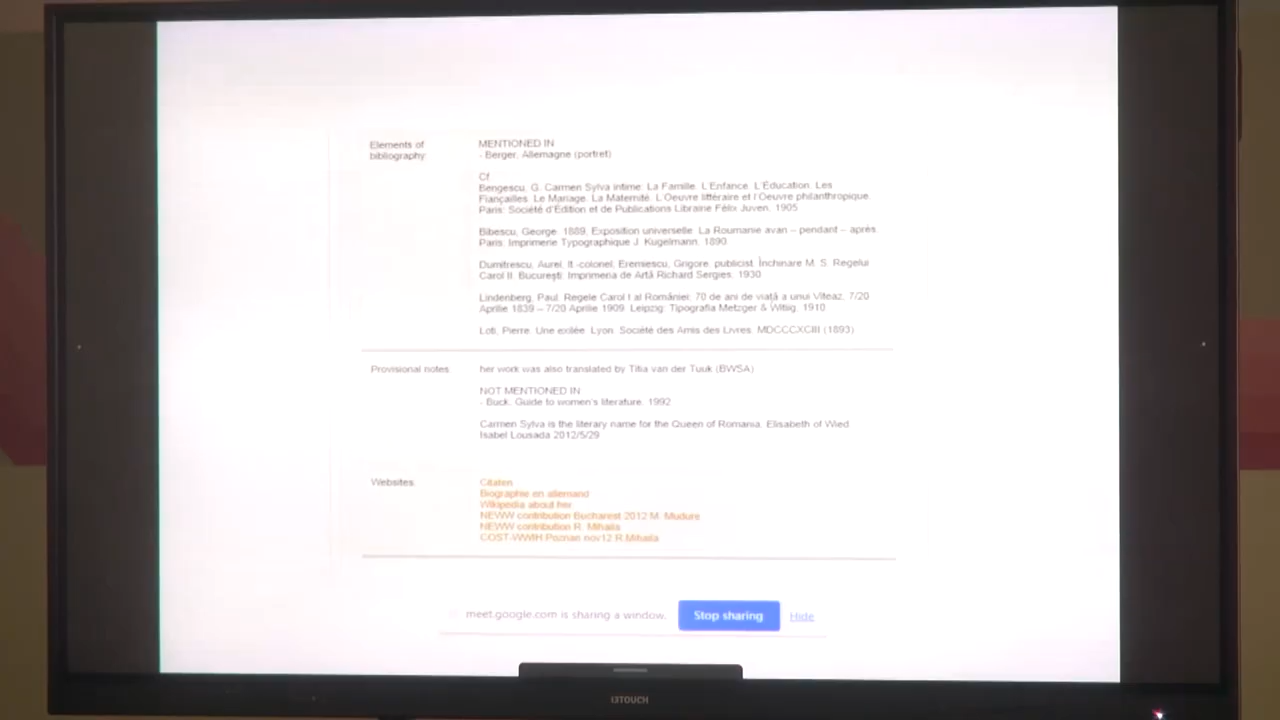 Elements of
bibliography
MENTIONED IN
- Berger, Allemagne (portret)
Cf
Bengescu, G. Carmen Sylva intime: La Famille. L'Enfance. L'Education. Les
Fiançailles. Le Mariage. La Maternité. L'Oeuvre littéraire et l'Oeuvre philanthropique.
Paris: Société d'Edition et de Publications Librairie Félix Juven. 1905
Bibescu, George. 1889, Exposition universelle. La Roumanie avan – pendant – après.
Paris: Imprimerie Typographique J. Kugelmann, 1890.
Dumitrescu, Aurel, lt.-colonel, Eremiescu, Grigore, publicist. Închinare M. S. Regelui
Carol II. Bucureşti: Imprimeria de Artă Richard Sergies. 1930
Lindenberg, Paul. Regele Carol I al României: 70 de ani de viaţă a unui Viteaz, 7/20
Aprilie 1839 – 7/20 Aprilie 1909. Leipzig: Tipografia Metzger & Wittig. 1910.
Loti, Pierre. Une exilée. Lyon. Société des Amis des Livres. MDCCCXCIII (1893)
Provisional notes
her work was also translated by Titia van der Tuuk (BWSA)
NOT MENTIONED IN
- Buck, Guide to women's literature. 1992
Carmen Sylva is the literary name for the Queen of Romania, Elisabeth of Wied
Isabel Lousada 2012/5/29
Websites
Citaten
Biographie en allemand
Wikipedia about her
NEWW contribution Bucharest 2012 M. Mudure
NEWW contribution R. Mihaila
COST-WWIH Poznan nov12 R.Mihaila
meet.google.com is sharing a window.
Stop sharing
Hide
i3TOUCH